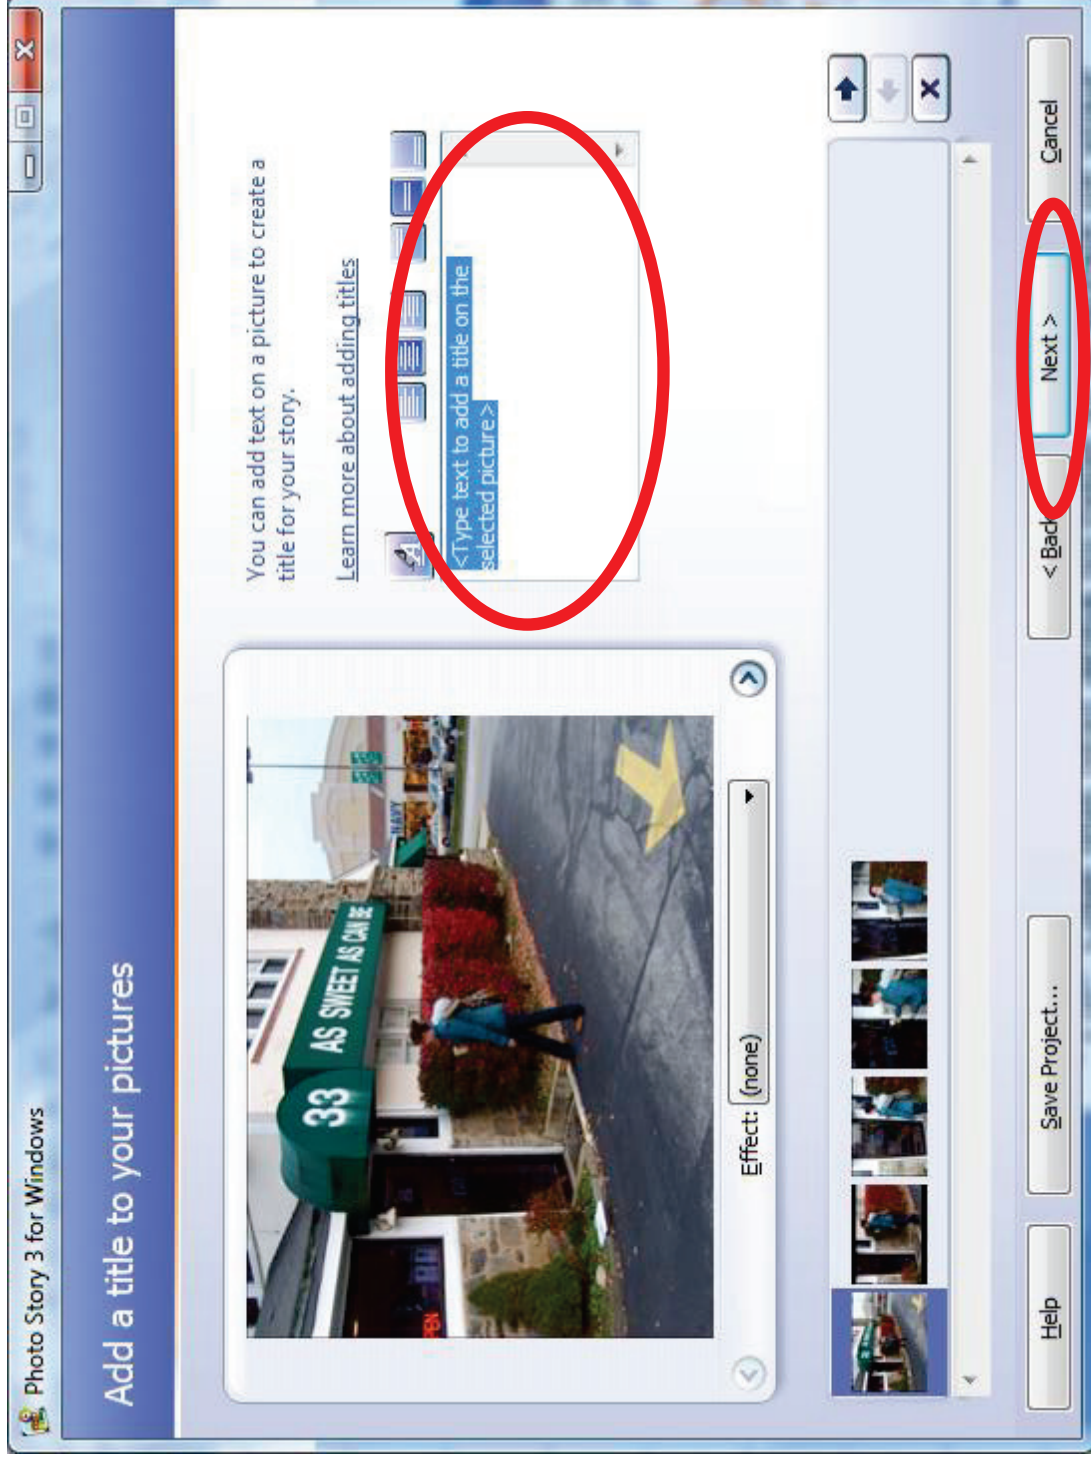 Photo Story 3 for Windows
Add a title to your pictures
33 AS SWEET AS CAN BE
NAVY
Effect: (none)
You can add text on a picture to create a
title for your story.
Learn more about adding titles
A
<Type text to add a title on the
selected picture>
Help
Save Project...
< Back
Next >
Cancel